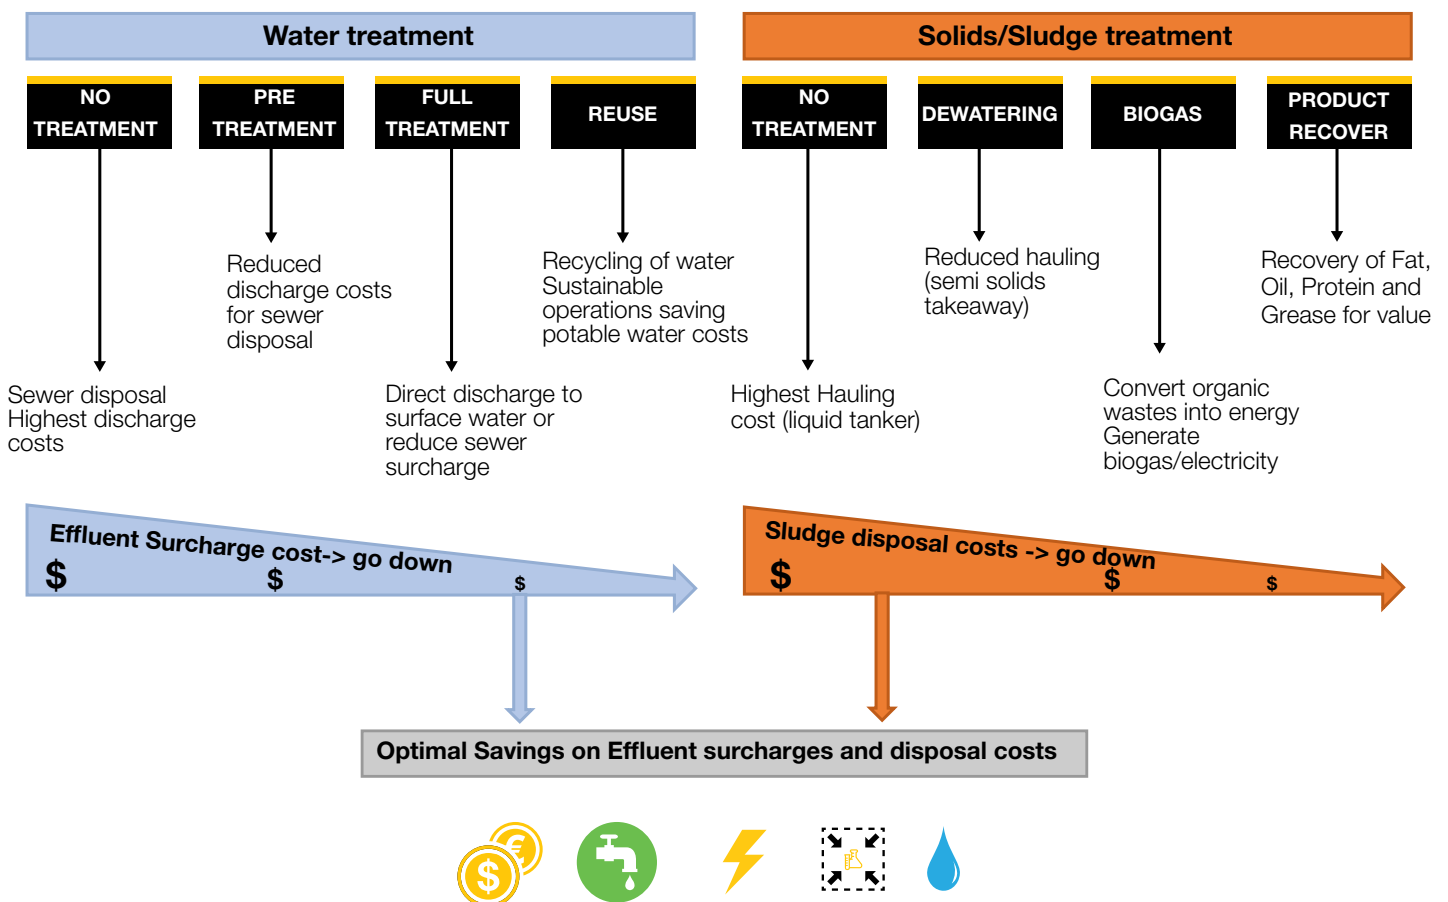 Water treatment
Solids/Sludge treatment
NO
TREATMENT
PRE
TREATMENT
FULL
TREATMENT
REUSE
NO
TREATMENT
DEWATERING
BIOGAS
PRODUCT
RECOVER
Sewer disposal
Highest discharge
costs
Reduced
discharge costs
for sewer
disposal
Direct discharge to
surface water or
reduce sewer
surcharge
Recycling of water
Sustainable
operations saving
potable water costs
Highest Hauling
cost (liquid tanker)
Reduced hauling
(semi solids
takeaway)
Convert organic
wastes into energy
Generate
biogas/electricity
Recovery of Fat,
Oil, Protein and
Grease for value
Effluent Surcharge cost-> go down
$ $ $
Sludge disposal costs -> go down
$ $ $
Optimal Savings on Effluent surcharges and disposal costs
$ €